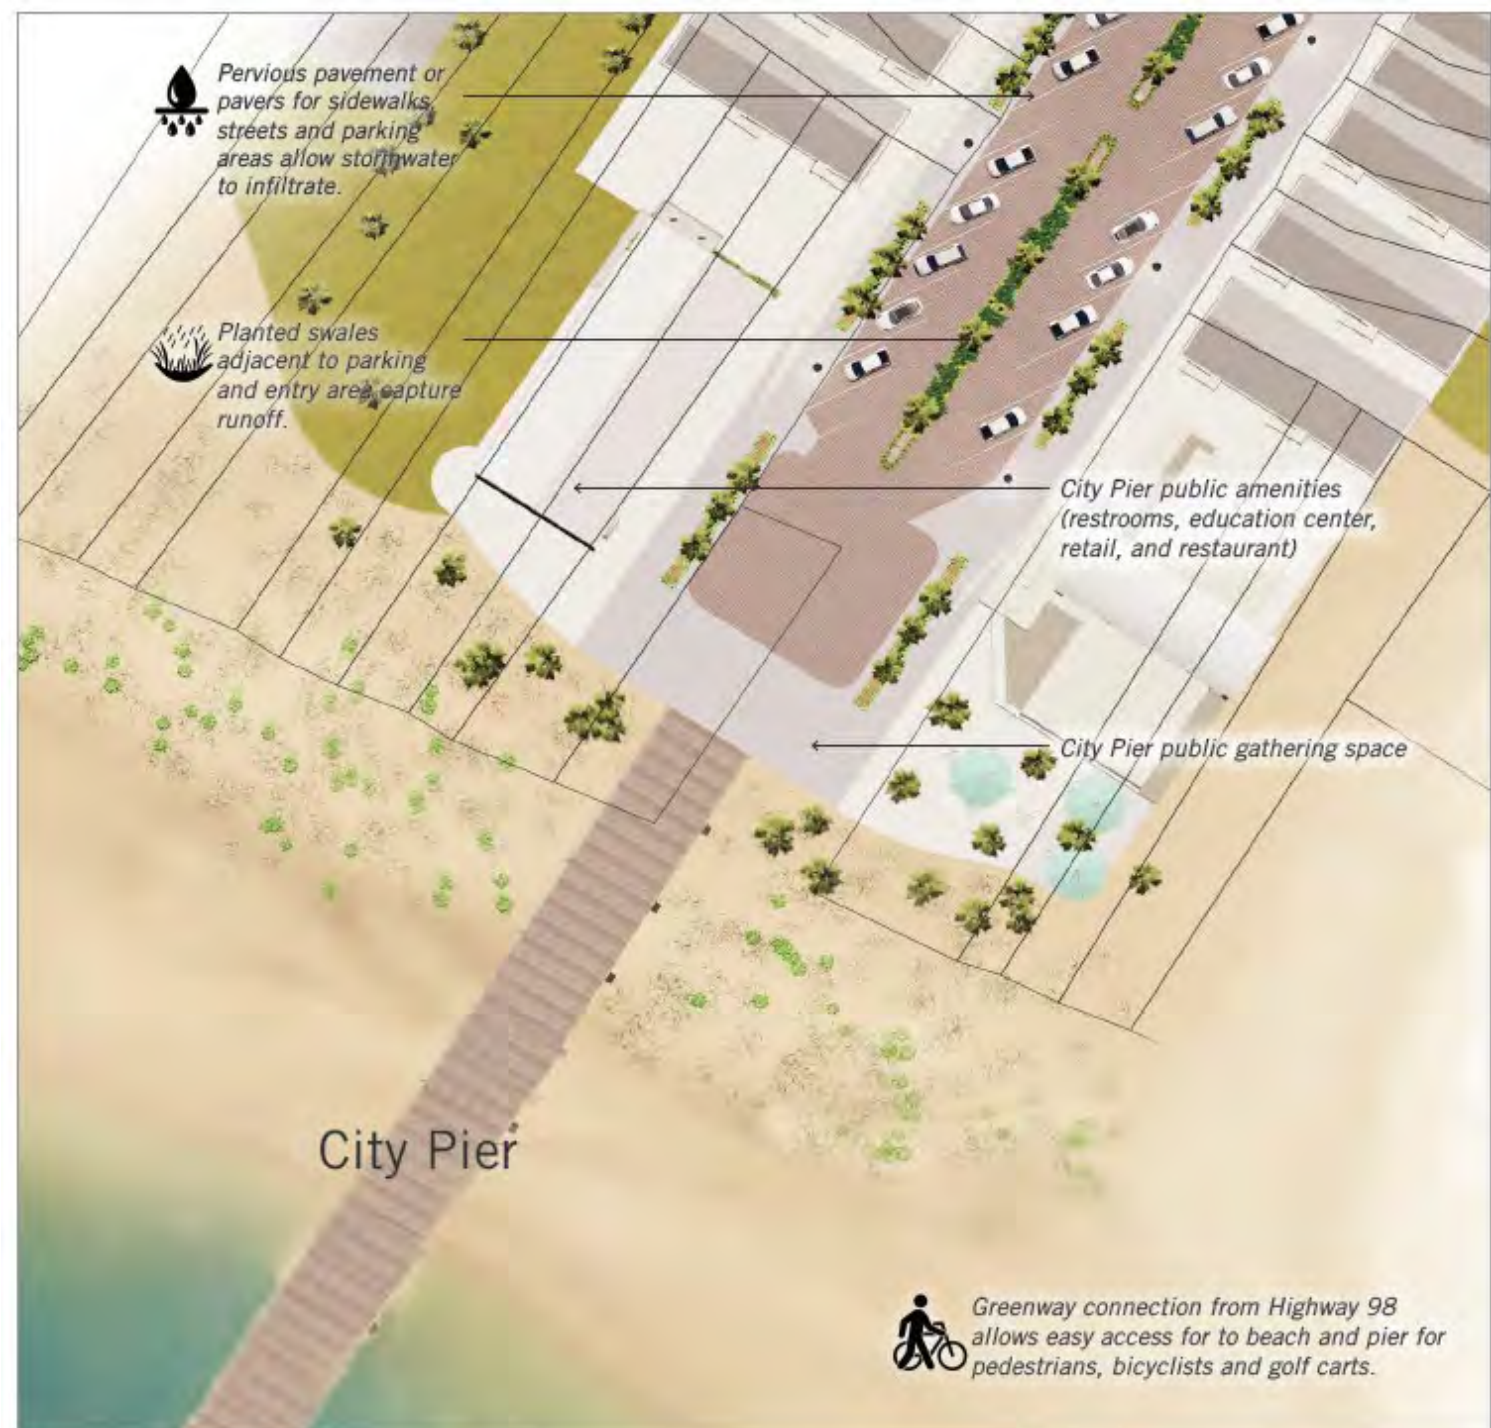 Pervious pavement or
pavers for sidewalks,
streets and parking
areas allow stormwater
to infiltrate.
Planted swales
adjacent to parking
and entry area capture
runoff.
City Pier public amenities
(restrooms, education center,
retail, and restaurant)
City Pier public gathering space
City Pier
Greenway connection from Highway 98
allows easy access for to beach and pier for
pedestrians, bicyclists and golf carts.